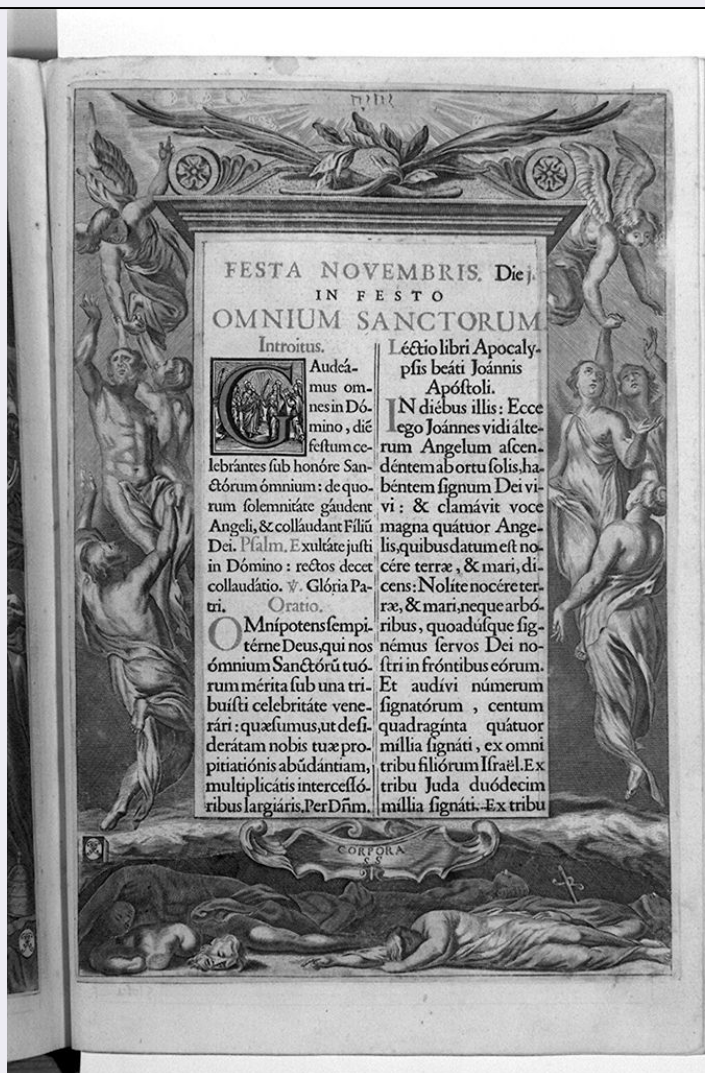 יהוה
FESTA NOVEMBRIS. Die j.
IN FESTO
OMNIUM SANCTORUM.
Introitus.
GAudeá-
mus om-
nes in Dó-
mino, diē
festum ce-
lebrántes sub honóre San-
ctórum ómnium: de quo-
rum solemnitáte gaudent
Angeli, & colláudant Fíliū
Dei. Psalm. Exultáte justi
in Dómino: rectos decet
collaudátio. ℣. Glória Pa-
tri. Oratio.
OMnípotens sempi-
térne Deus, qui nos
ómnium Sanctórū tuó-
rum mérita sub una tri-
buísti celebritáte vene-
rári: quæsumus, ut desi-
derátam nobis tuæ pro-
pitiatiónis abūdántiam,
multiplicátis intercessó-
ribus largiáris. Per Dñm.
Léctio libri Apocaly-
psis beáti Joánnis
Apóstoli.
IN diébus illis: Ecce
ego Joánnes vidi álte-
rum Angelum ascen-
déntem ab ortu solis, ha-
béntem signum Dei vi-
vi: & clamávit voce
magna quátuor Ange-
lis, quibus datum est no-
cére terræ, & mari, di-
cens: Nolíte nocére ter-
ræ, & mari, neque arbó-
ribus, quoadúsque sig-
némus servos Dei no-
stri in fróntibus eórum.
Et audívi númerum
signatórum, centum
quadragínta quátuor
míllia signáti, ex omni
tribu filiórum Israël. Ex
tribu Juda duódecim
míllia signáti. Ex tribu
CORPORA
S S